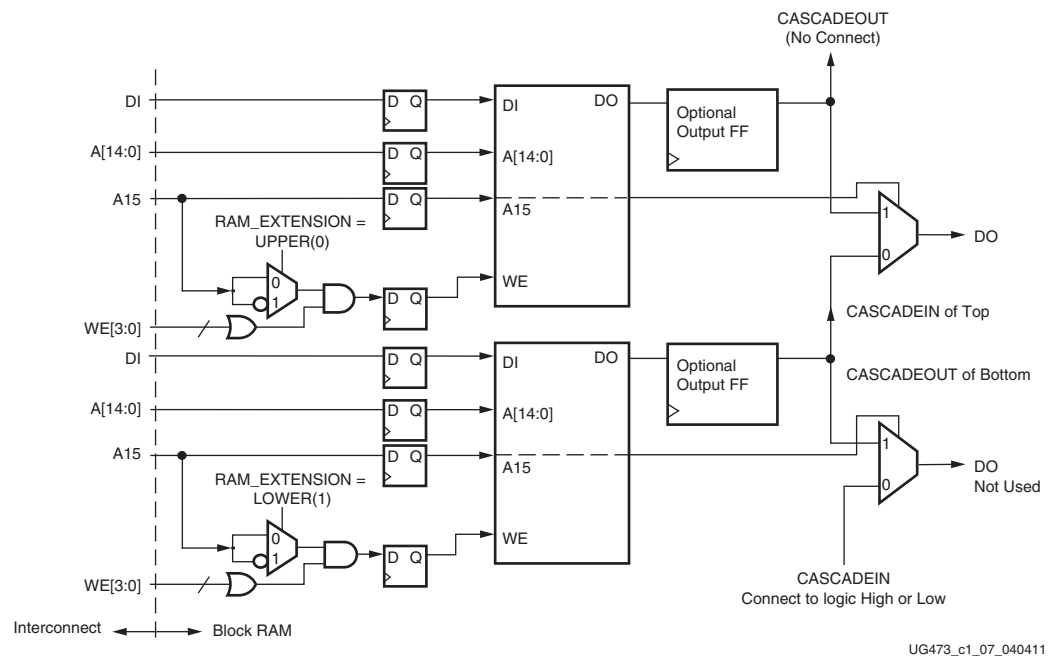 CASCADEOUT
(No Connect)
DI
D Q
DI
DO
Optional
Output FF
A[14:0]
D Q
A[14:0]
A15
D Q
A15
1
DO
0
RAM_EXTENSION =
UPPER(0)
0
1
WE
D Q
WE[3:0]
CASCADEIN of Top
DI
D Q
DI
DO
Optional
Output FF
CASCADEOUT of Bottom
A[14:0]
D Q
A[14:0]
A15
D Q
A15
1
DO
Not Used
0
RAM_EXTENSION =
LOWER(1)
0
1
WE
D Q
WE[3:0]
CASCADEIN
Connect to logic High or Low
Interconnect
Block RAM
UG473_c1_07_040411